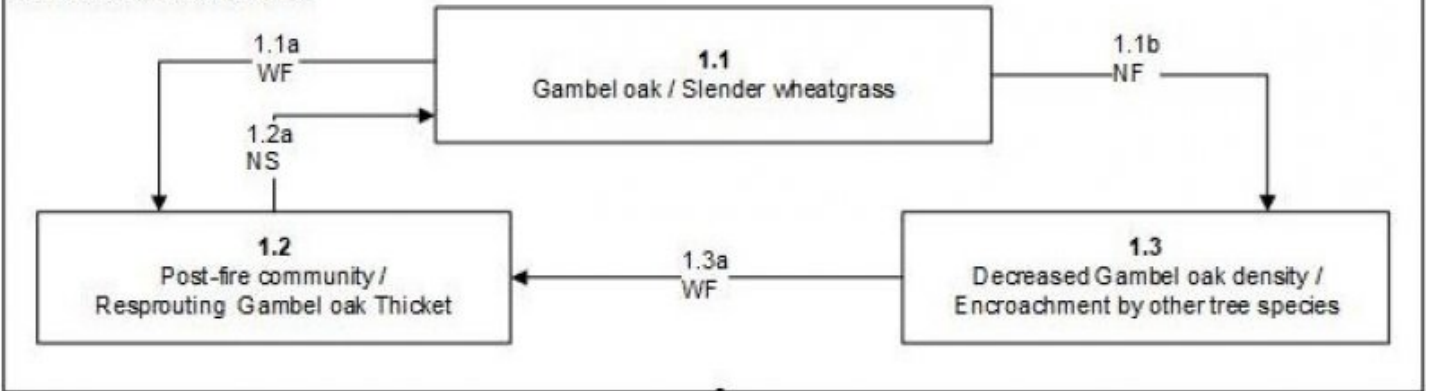 1.1a
WF
1.1
Gambel oak / Slender wheatgrass
1.1b
NF
1.2a
NS
1.2
Post-fire community /
Resprouting Gambel oak Thicket
1.3a
WF
1.3
Decreased Gambel oak density /
Encroachment by other tree species